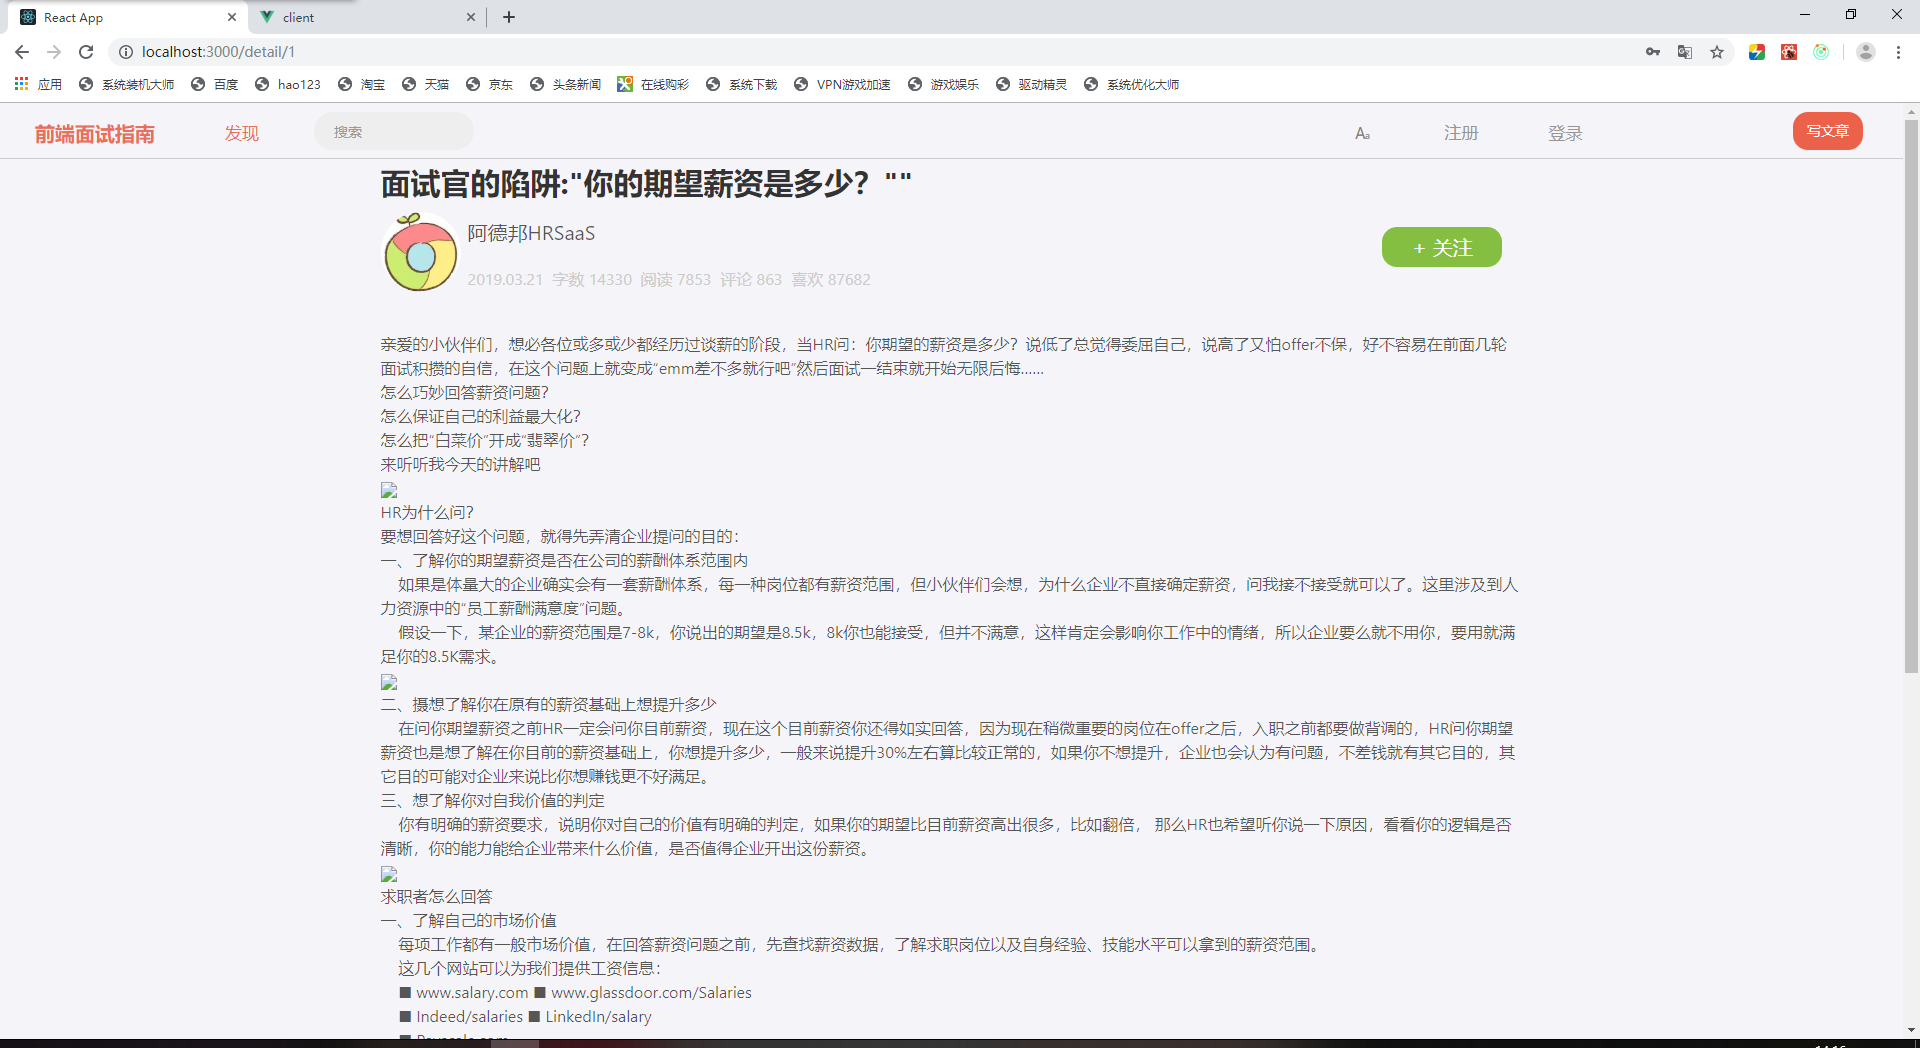 React App
client
localhost:3000/detail/1
应用 系统装机大师 百度 hao123 淘宝 天猫 京东 头条新闻 在线购彩 系统下载 VPN游戏加速 游戏娱乐 驱动精灵 系统优化大师
前端面试指南 发现 搜索 Aa 注册 登录 写文章
面试官的陷阱:"你的期望薪资是多少？""
阿德邦HRSaaS
+ 关注
2019.03.21 字数 14330 阅读 7853 评论 863 喜欢 87682
亲爱的小伙伴们，想必各位或多或少都经历过谈薪的阶段，当HR问：你期望的薪资是多少？说低了总觉得委屈自己，说高了又怕offer不保，好不容易在前面几轮
面试积攒的自信，在这个问题上就变成“emm差不多就行吧”然后面试一结束就开始无限后悔……
怎么巧妙回答薪资问题？
怎么保证自己的利益最大化？
怎么把“白菜价”开成“翡翠价”？
来听听我今天的讲解吧
HR为什么问？
要想回答好这个问题，就得先弄清企业提问的目的：
一、了解你的期望薪资是否在公司的薪酬体系范围内
如果是体量大的企业确实会有一套薪酬体系，每一种岗位都有薪资范围，但小伙伴们会想，为什么企业不直接确定薪资，问我接不接受就可以了。这里涉及到人
力资源中的“员工薪酬满意度”问题。
假设一下，某企业的薪资范围是7-8k，你说出的期望是8.5k，8k你也能接受，但并不满意，这样肯定会影响你工作中的情绪，所以企业要么就不用你，要用就满
足你的8.5K需求。
二、摄想了解你在原有的薪资基础上想提升多少
在问你期望薪资之前HR一定会问你目前薪资，现在这个目前薪资你还得如实回答，因为现在稍微重要的岗位在offer之后，入职之前都要做背调的，HR问你期望
薪资也是想了解在你目前的薪资基础上，你想提升多少，一般来说提升30%左右算比较正常的，如果你不想提升，企业也会认为有问题，不差钱就有其它目的，其
它目的可能对企业来说比你想赚钱更不好满足。
三、想了解你对自我价值的判定
你有明确的薪资要求，说明你对自己的价值有明确的判定，如果你的期望比目前薪资高出很多，比如翻倍， 那么HR也希望听你说一下原因，看看你的逻辑是否
清晰，你的能力能给企业带来什么价值，是否值得企业开出这份薪资。
求职者怎么回答
一、了解自己的市场价值
每项工作都有一般市场价值，在回答薪资问题之前，先查找薪资数据，了解求职岗位以及自身经验、技能水平可以拿到的薪资范围。
这几个网站可以为我们提供工资信息：
■ www.salary.com ■ www.glassdoor.com/Salaries
■ Indeed/salaries ■ LinkedIn/salary